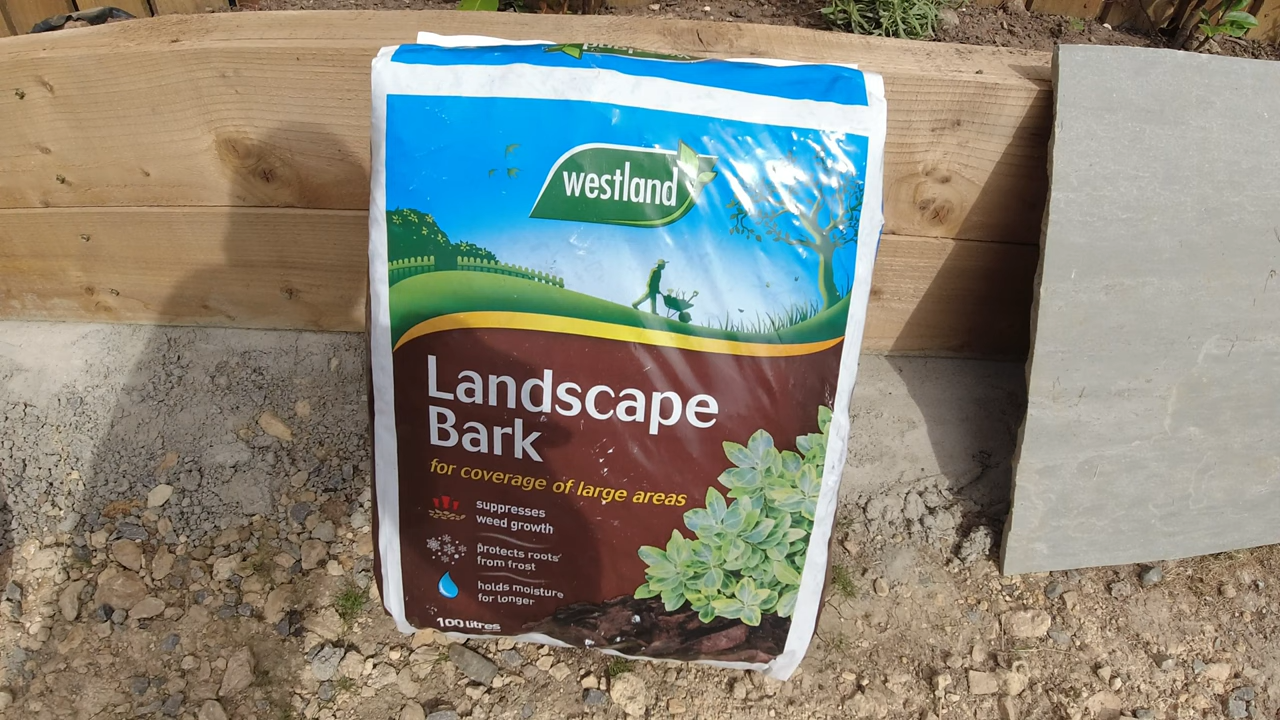 westland
Landscape
Bark
for coverage of large areas
suppresses
weed growth
protects roots
from frost
holds moisture
for longer
100 litres